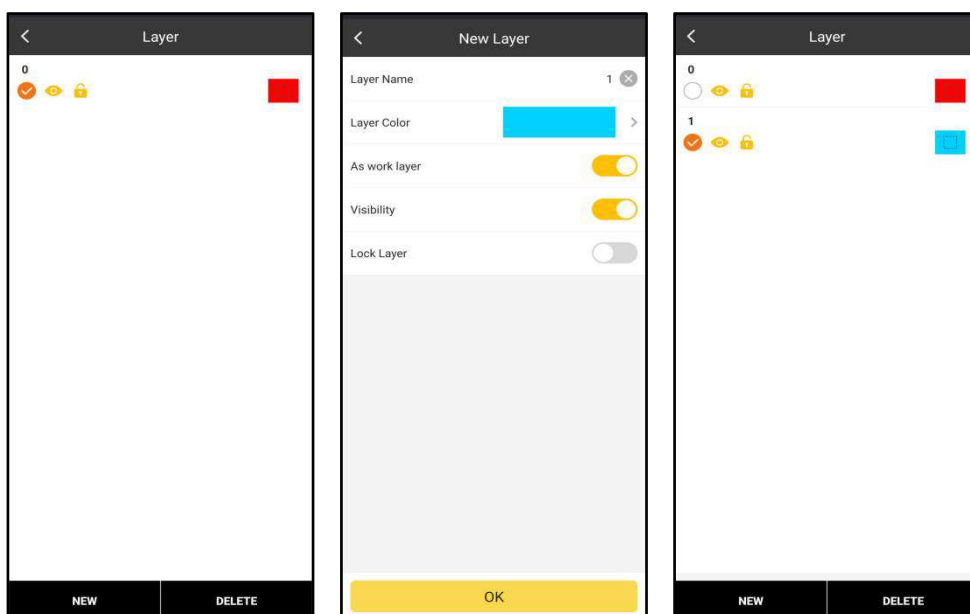 Layer
0
NEW DELETE
New Layer
Layer Name 1
Layer Color
As work layer
Visibility
Lock Layer
OK
Layer
0
1
NEW DELETE